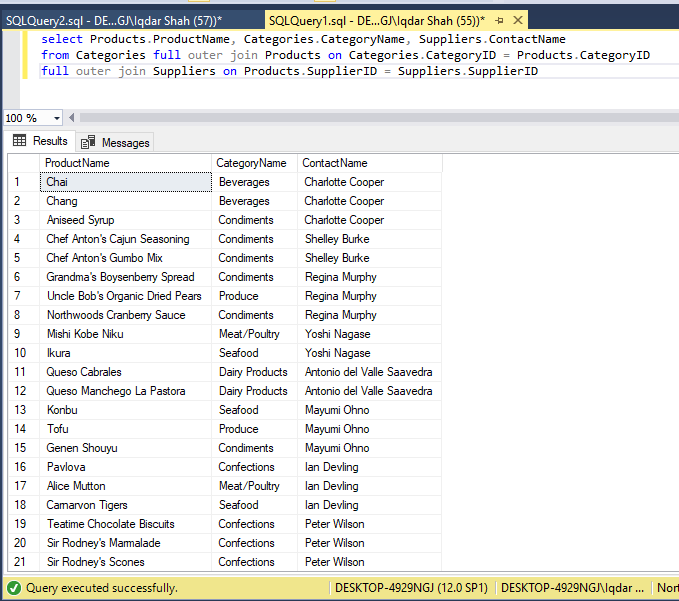 SQLQuery2.sql - DE...GJ\Iqdar Shah (57))* SQLQuery1.sql - DE...GJ\Iqdar Shah (55))*
select Products.ProductName, Categories.CategoryName, Suppliers.ContactName
from Categories full outer join Products on Categories.CategoryID = Products.CategoryID
full outer join Suppliers on Products.SupplierID = Suppliers.SupplierID
100 %
Results Messages
ProductName CategoryName ContactName
1 Chai Beverages Charlotte Cooper
2 Chang Beverages Charlotte Cooper
3 Aniseed Syrup Condiments Charlotte Cooper
4 Chef Anton's Cajun Seasoning Condiments Shelley Burke
5 Chef Anton's Gumbo Mix Condiments Shelley Burke
6 Grandma's Boysenberry Spread Condiments Regina Murphy
7 Uncle Bob's Organic Dried Pears Produce Regina Murphy
8 Northwoods Cranberry Sauce Condiments Regina Murphy
9 Mishi Kobe Niku Meat/Poultry Yoshi Nagase
10 Ikura Seafood Yoshi Nagase
11 Queso Cabrales Dairy Products Antonio del Valle Saavedra
12 Queso Manchego La Pastora Dairy Products Antonio del Valle Saavedra
13 Konbu Seafood Mayumi Ohno
14 Tofu Produce Mayumi Ohno
15 Genen Shouyu Condiments Mayumi Ohno
16 Pavlova Confections Ian Devling
17 Alice Mutton Meat/Poultry Ian Devling
18 Carnarvon Tigers Seafood Ian Devling
19 Teatime Chocolate Biscuits Confections Peter Wilson
20 Sir Rodney's Marmalade Confections Peter Wilson
21 Sir Rodney's Scones Confections Peter Wilson
Query executed successfully. DESKTOP-4929NGJ (12.0 SP1) DESKTOP-4929NGJ\Iqdar ... Nort